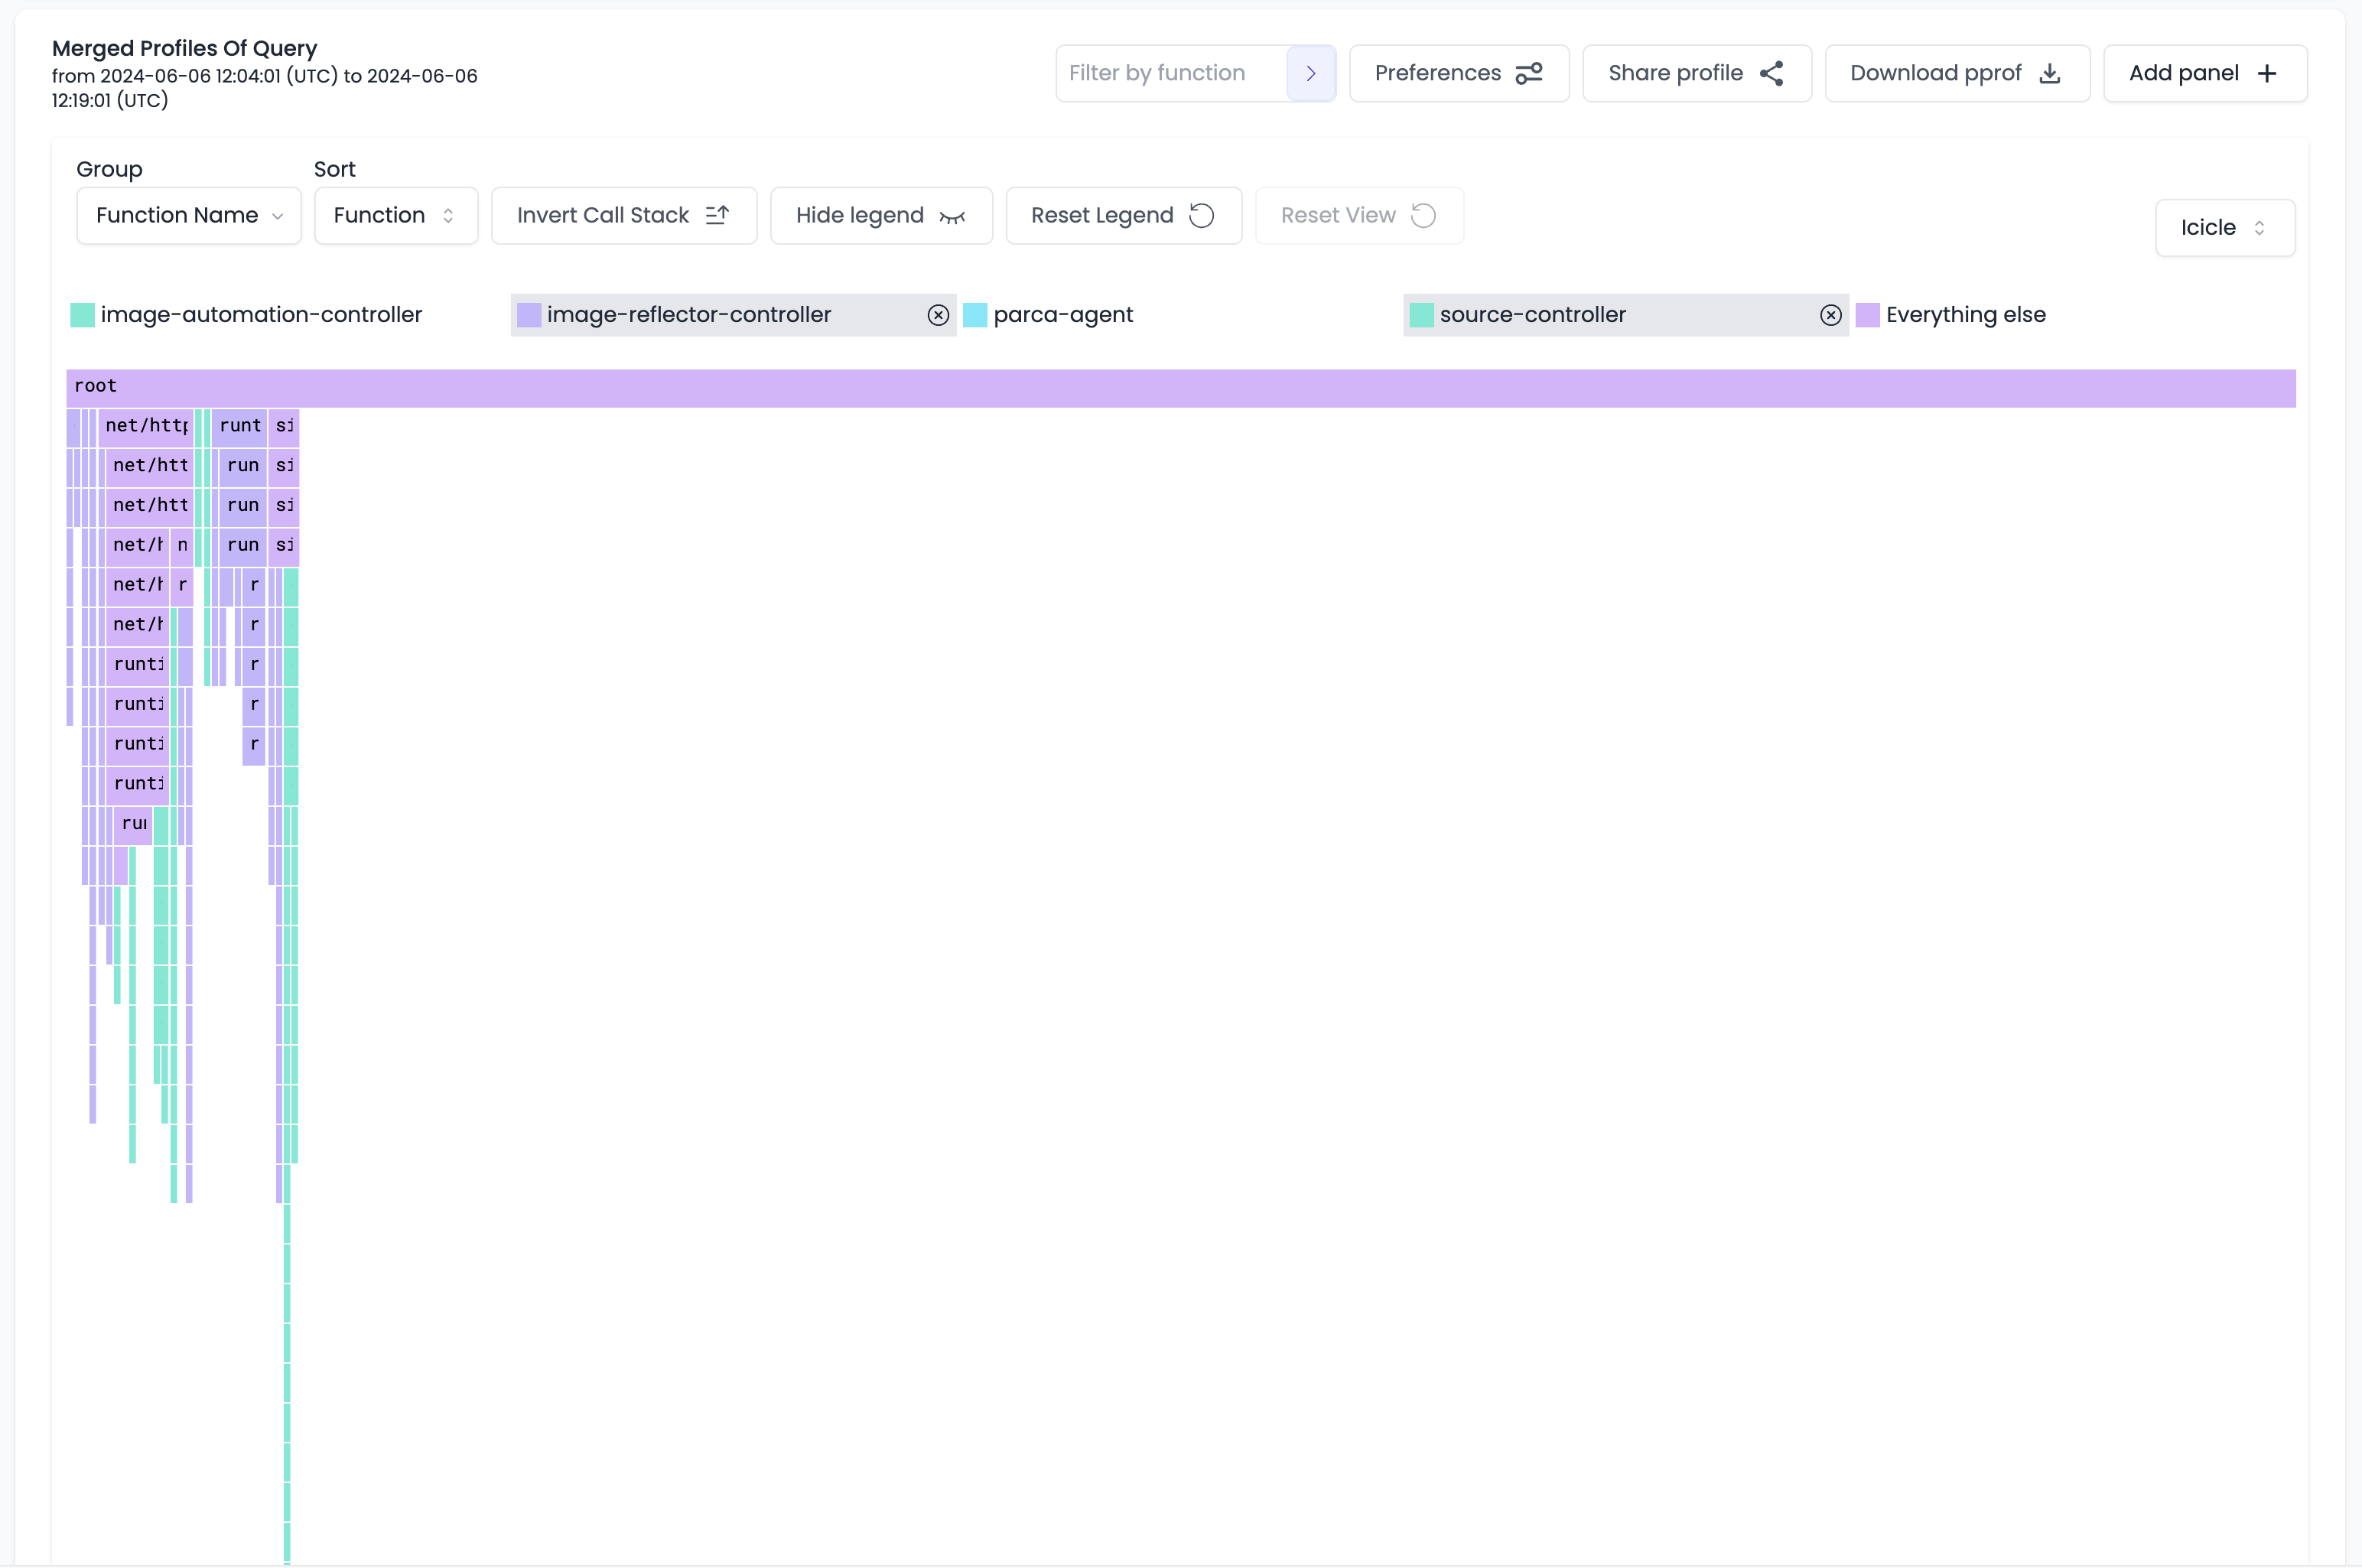 Merged Profiles Of Query
from 2024-06-06 12:04:01 (UTC) to 2024-06-06
12:19:01 (UTC)
Filter by function
Preferences
Share profile
Download pprof
Add panel
Group
Sort
Function Name
Function
Invert Call Stack
Hide legend
Reset Legend
Reset View
Icicle
image-automation-controller
image-reflector-controller
parca-agent
source-controller
Everything else
root
net/http runt si
net/htt run si
net/htt run si
net/h n run si
net/h r r
net/h r
runti r
runti r
runti r
runti
run